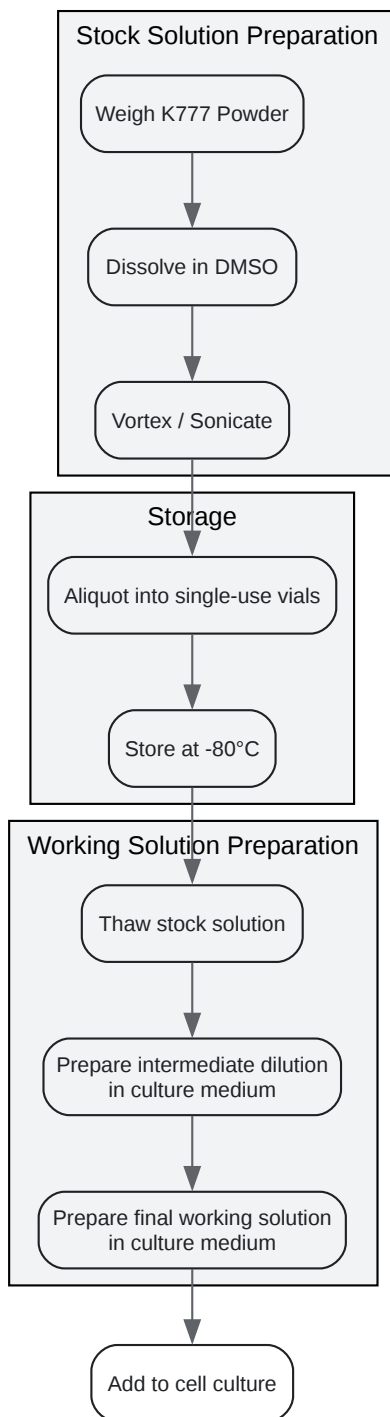 Stock Solution Preparation
Weigh K777 Powder
Dissolve in DMSO
Vortex / Sonicate
Storage
Aliquot into single-use vials
Store at -80°C
Working Solution Preparation
Thaw stock solution
Prepare intermediate dilution
in culture medium
Prepare final working solution
in culture medium
Add to cell culture